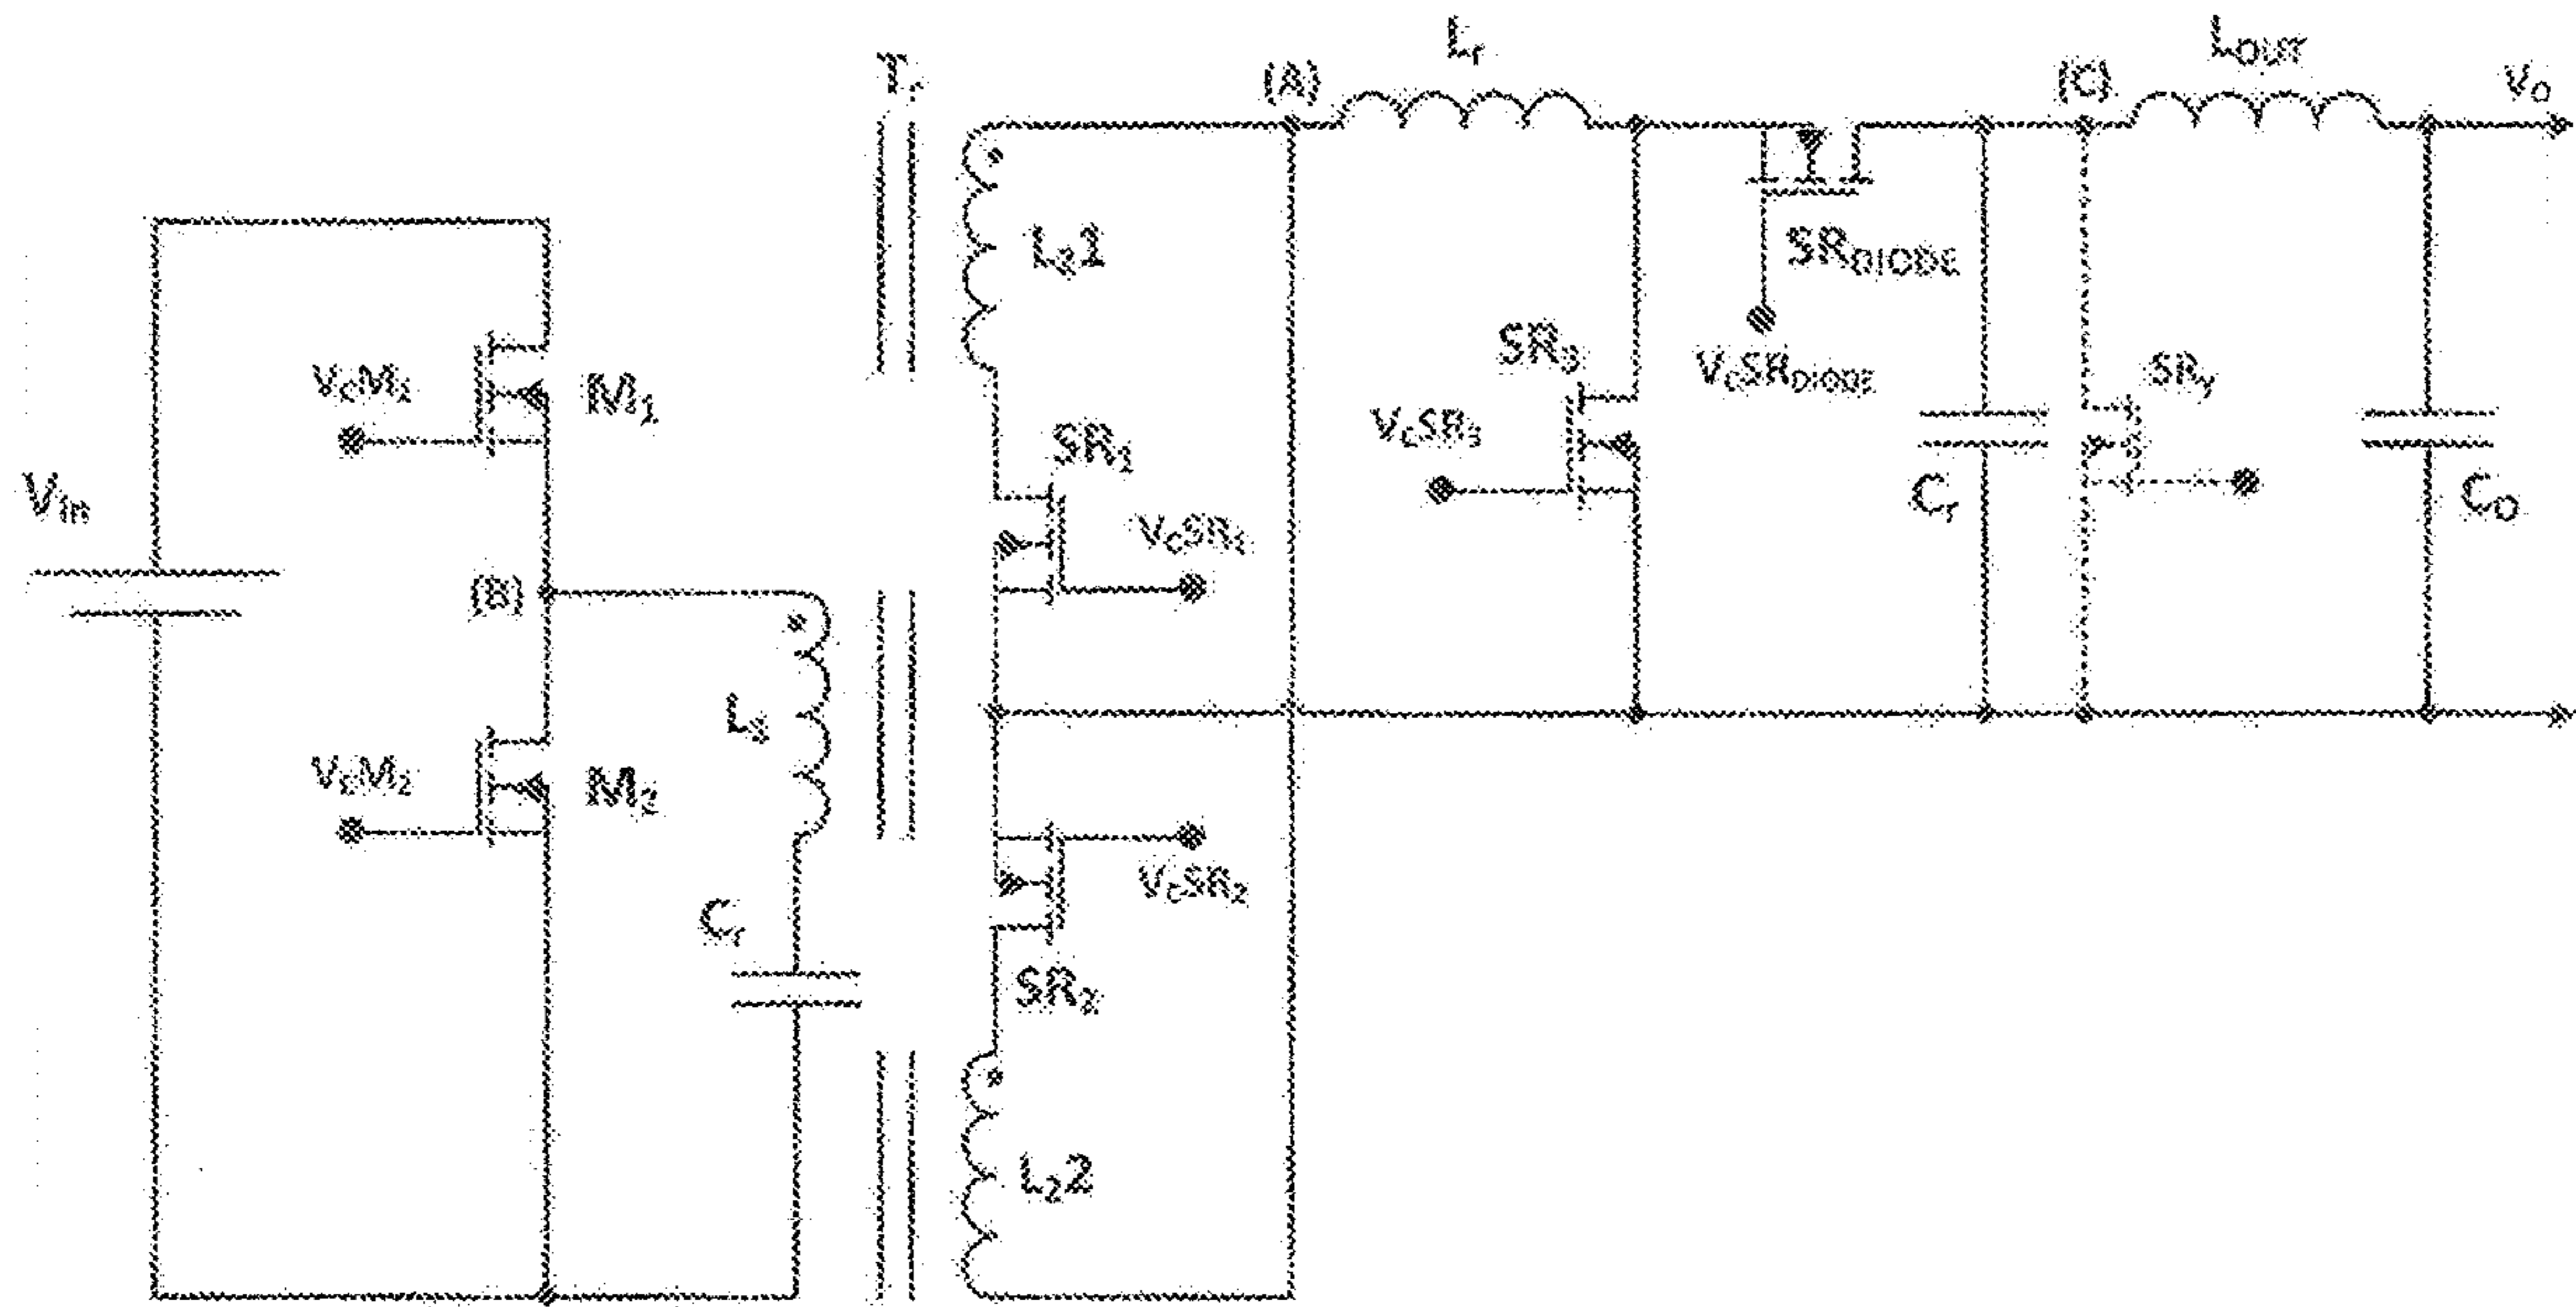 Lr
LOUT
Tr
(A)
(C)
VO
L21
SRDIODE
VCSRDIODE
VCM1
M1
SR3
VCSR3
SRY
SR1
VCSR1
Vin
Cr
CO
(B)
VCM2
M2
VCSR2
Cr
SR2
L22